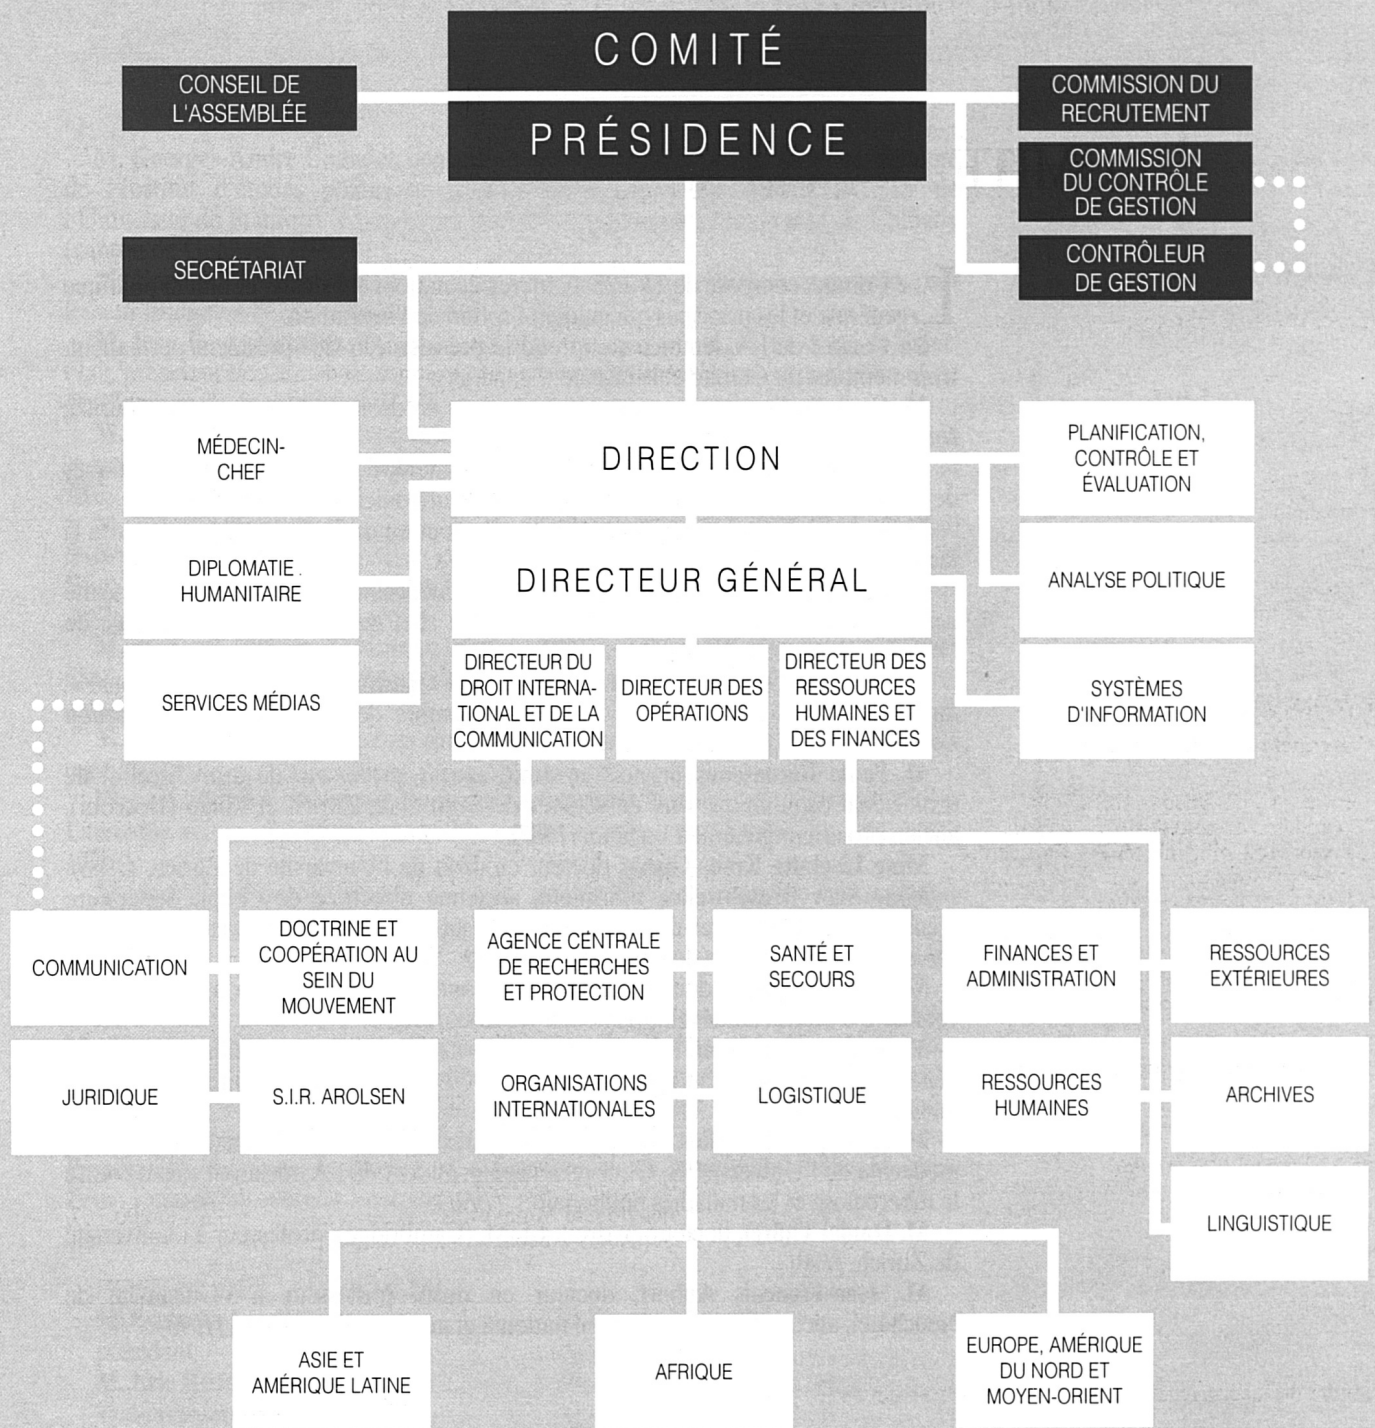 COMITÉ
CONSEIL DE
L'ASSEMBLÉE
PRÉSIDENCE
COMMISSION DU
RECRUTEMENT
COMMISSION
DU CONTRÔLE
DE GESTION
SECRÉTARIAT
CONTRÔLEUR
DE GESTION
MÉDECIN-
CHEF
DIRECTION
PLANIFICATION,
CONTRÔLE ET
ÉVALUATION
DIPLOMATIE
HUMANITAIRE
DIRECTEUR GÉNÉRAL
ANALYSE POLITIQUE
SERVICES MÉDIAS
DIRECTEUR DU
DROIT INTERNA-
TIONAL ET DE LA
COMMUNICATION
DIRECTEUR DES
OPÉRATIONS
DIRECTEUR DES
RESSOURCES
HUMAINES ET
DES FINANCES
SYSTÈMES
D'INFORMATION
COMMUNICATION
DOCTRINE ET
COOPÉRATION AU
SEIN DU
MOUVEMENT
AGENCE CENTRALE
DE RECHERCHES
ET PROTECTION
SANTÉ ET
SECOURS
FINANCES ET
ADMINISTRATION
RESSOURCES
EXTÉRIEURES
JURIDIQUE
S.I.R. AROLSEN
ORGANISATIONS
INTERNATIONALES
LOGISTIQUE
RESSOURCES
HUMAINES
ARCHIVES
LINGUISTIQUE
ASIE ET
AMÉRIQUE LATINE
AFRIQUE
EUROPE, AMÉRIQUE
DU NORD ET
MOYEN-ORIENT